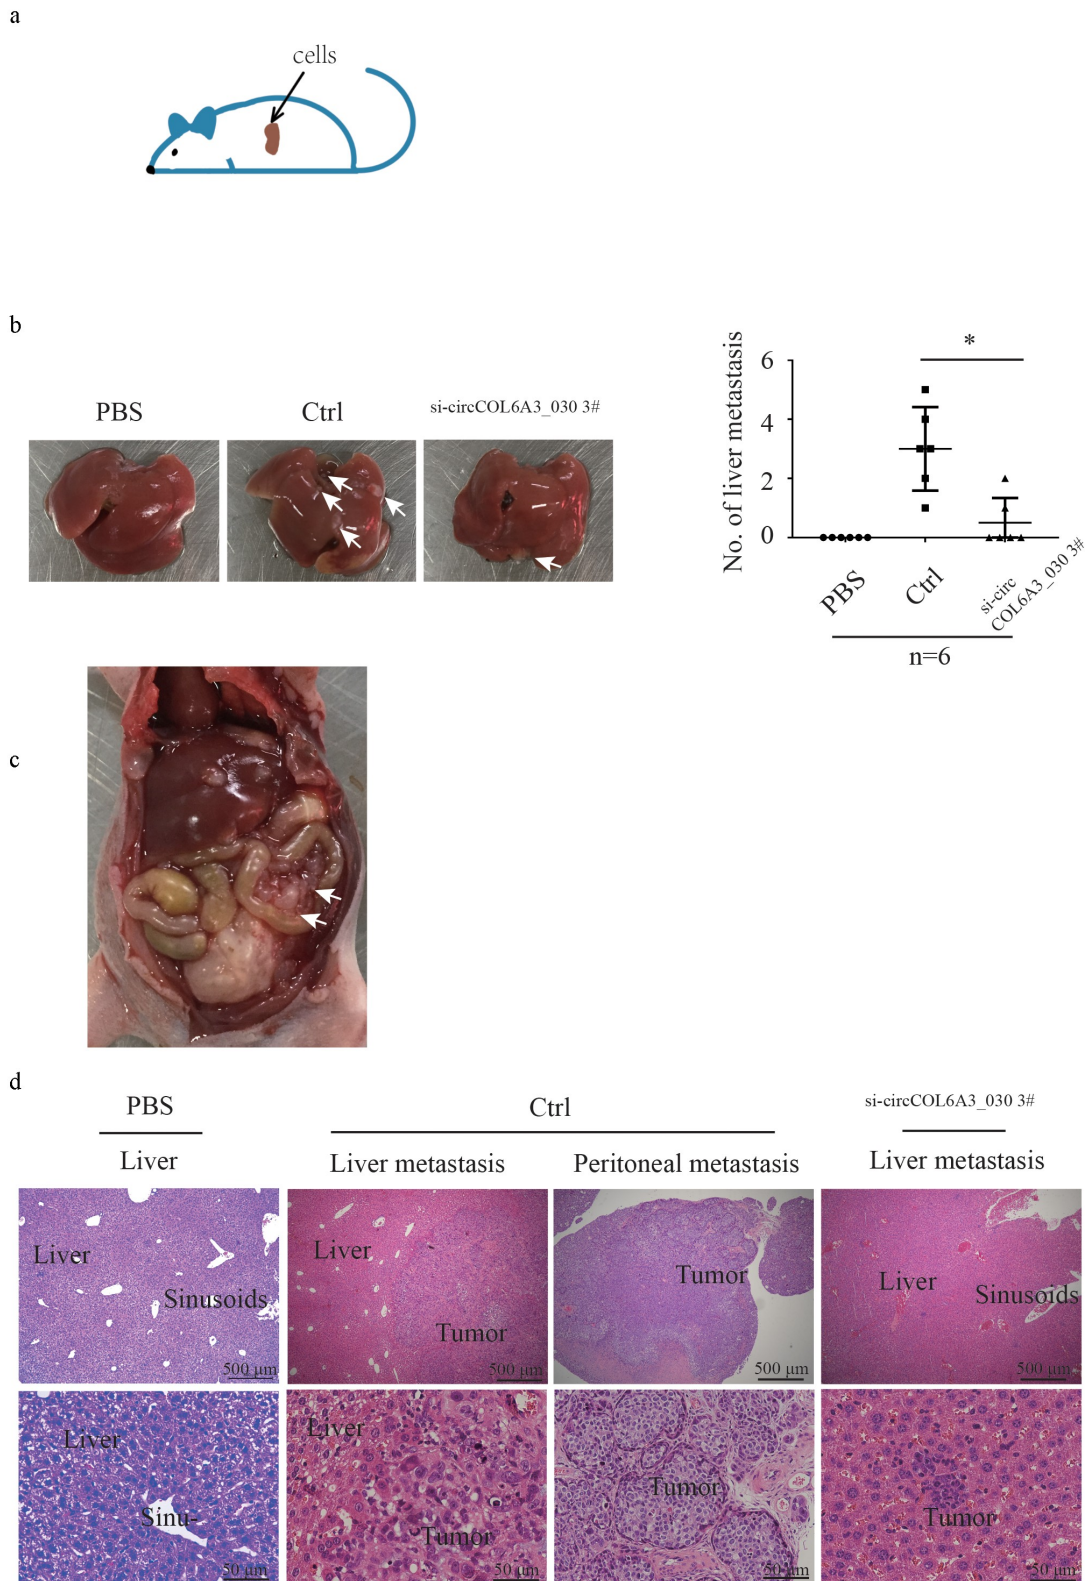 a
cells
b
PBS
Ctrl
si-circCOL6A3_030 3#
No. of liver metastasis
6
4
2
0
*
PBS
Ctrl
si-circ
COL6A3_030 3#
n=6
c
d
PBS
Ctrl
si-circCOL6A3_030 3#
Liver
Liver metastasis
Peritoneal metastasis
Liver metastasis
Liver
Sinusoids
500 μm
Liver
Tumor
500 μm
Tumor
500 μm
Liver
Sinusoids
500 μm
Liver
Sinu-
50 μm
Liver
Tumor
50 μm
Tumor
50 μm
Tumor
50 μm